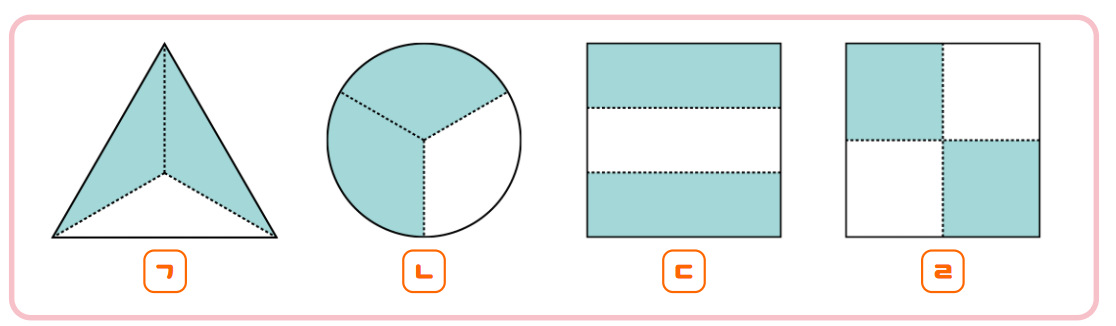 ㄱ ㄴ ㄷ ㄹ